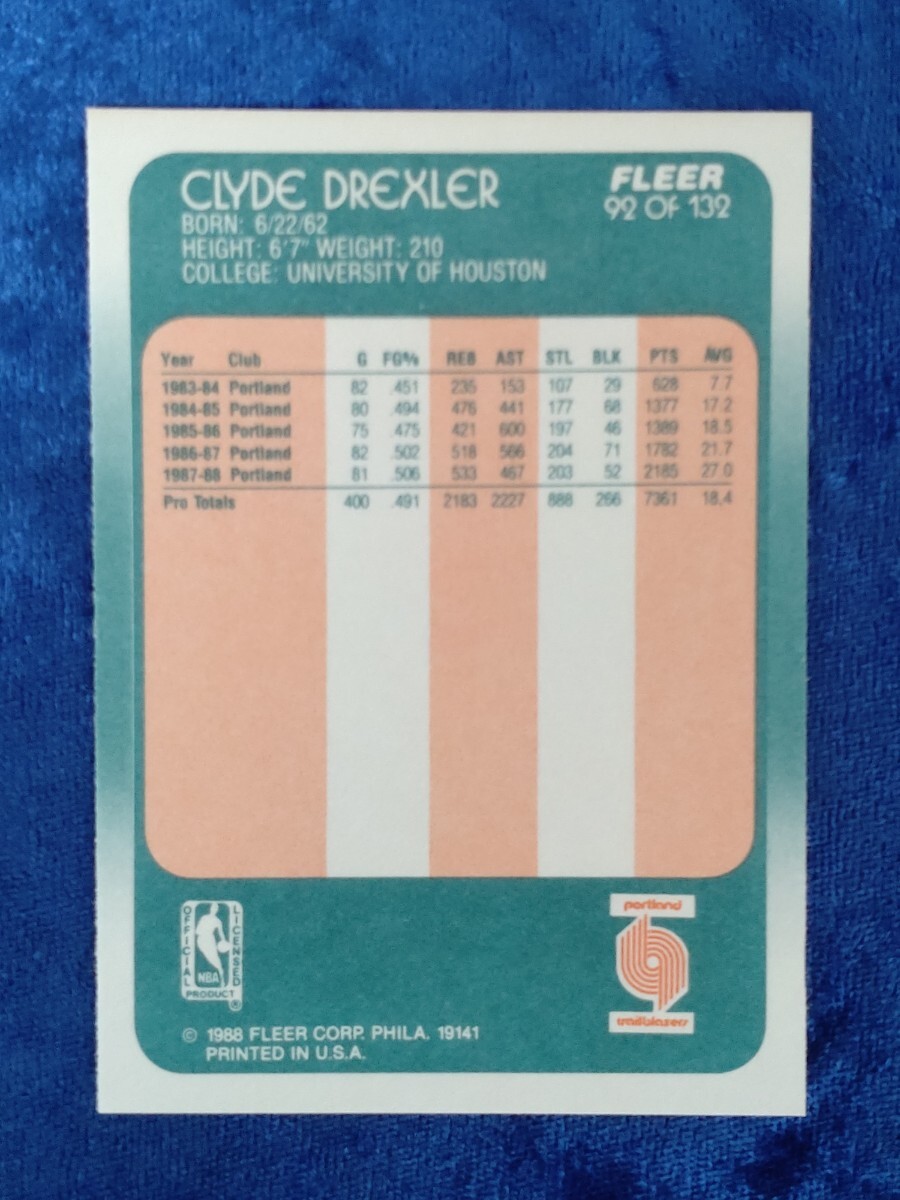 CLYDE DREXLER
BORN: 6/22/62
HEIGHT: 6'7" WEIGHT: 210
COLLEGE: UNIVERSITY OF HOUSTON
FLEER
92 OF 132
Year Club G FG% REB AST STL BLK PTS AVG
1983-84 Portland 82 .451 235 153 107 29 628 7.7
1984-85 Portland 80 .494 476 441 177 68 1377 17.2
1985-86 Portland 75 .475 421 600 197 46 1389 18.5
1986-87 Portland 82 .502 518 566 204 71 1782 21.7
1987-88 Portland 81 .506 533 467 203 52 2185 27.0
Pro Totals 400 .491 2183 2227 888 266 7361 18.4
OFFICIAL LICENSED
NBA
PRODUCT ®
portland
trailblazers
© 1988 FLEER CORP. PHILA. 19141
PRINTED IN U.S.A.